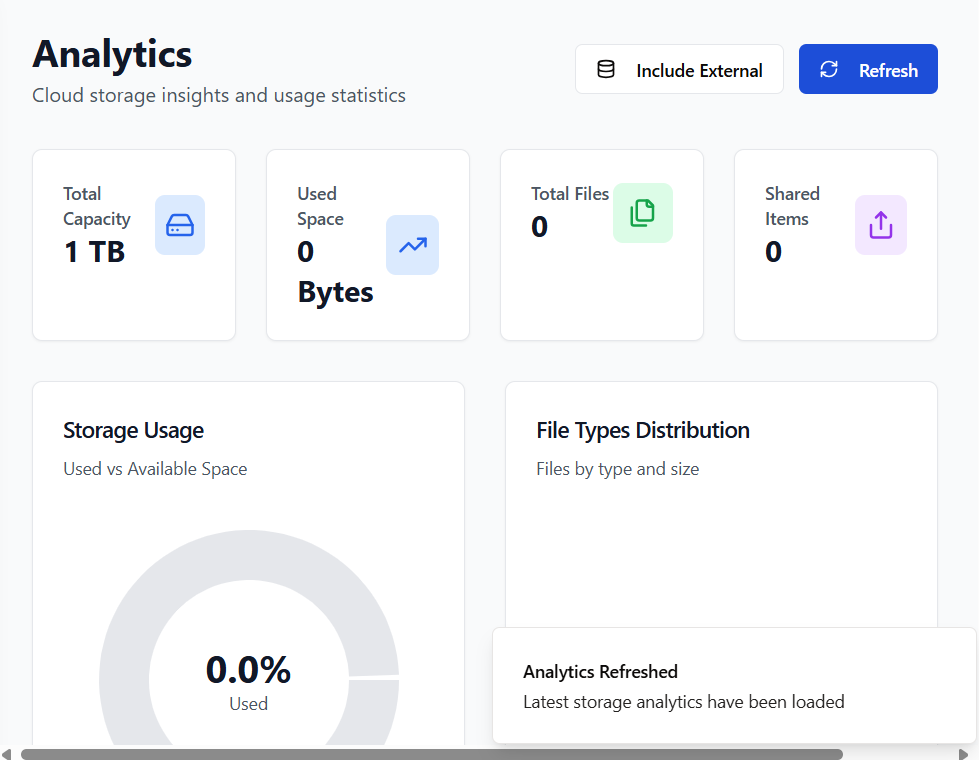 Analytics
Cloud storage insights and usage statistics
Include External
Refresh
Total
Capacity
1 TB
Used
Space
0
Bytes
Total Files
0
Shared
Items
0
Storage Usage
Used vs Available Space
0.0%
Used
File Types Distribution
Files by type and size
Analytics Refreshed
Latest storage analytics have been loaded